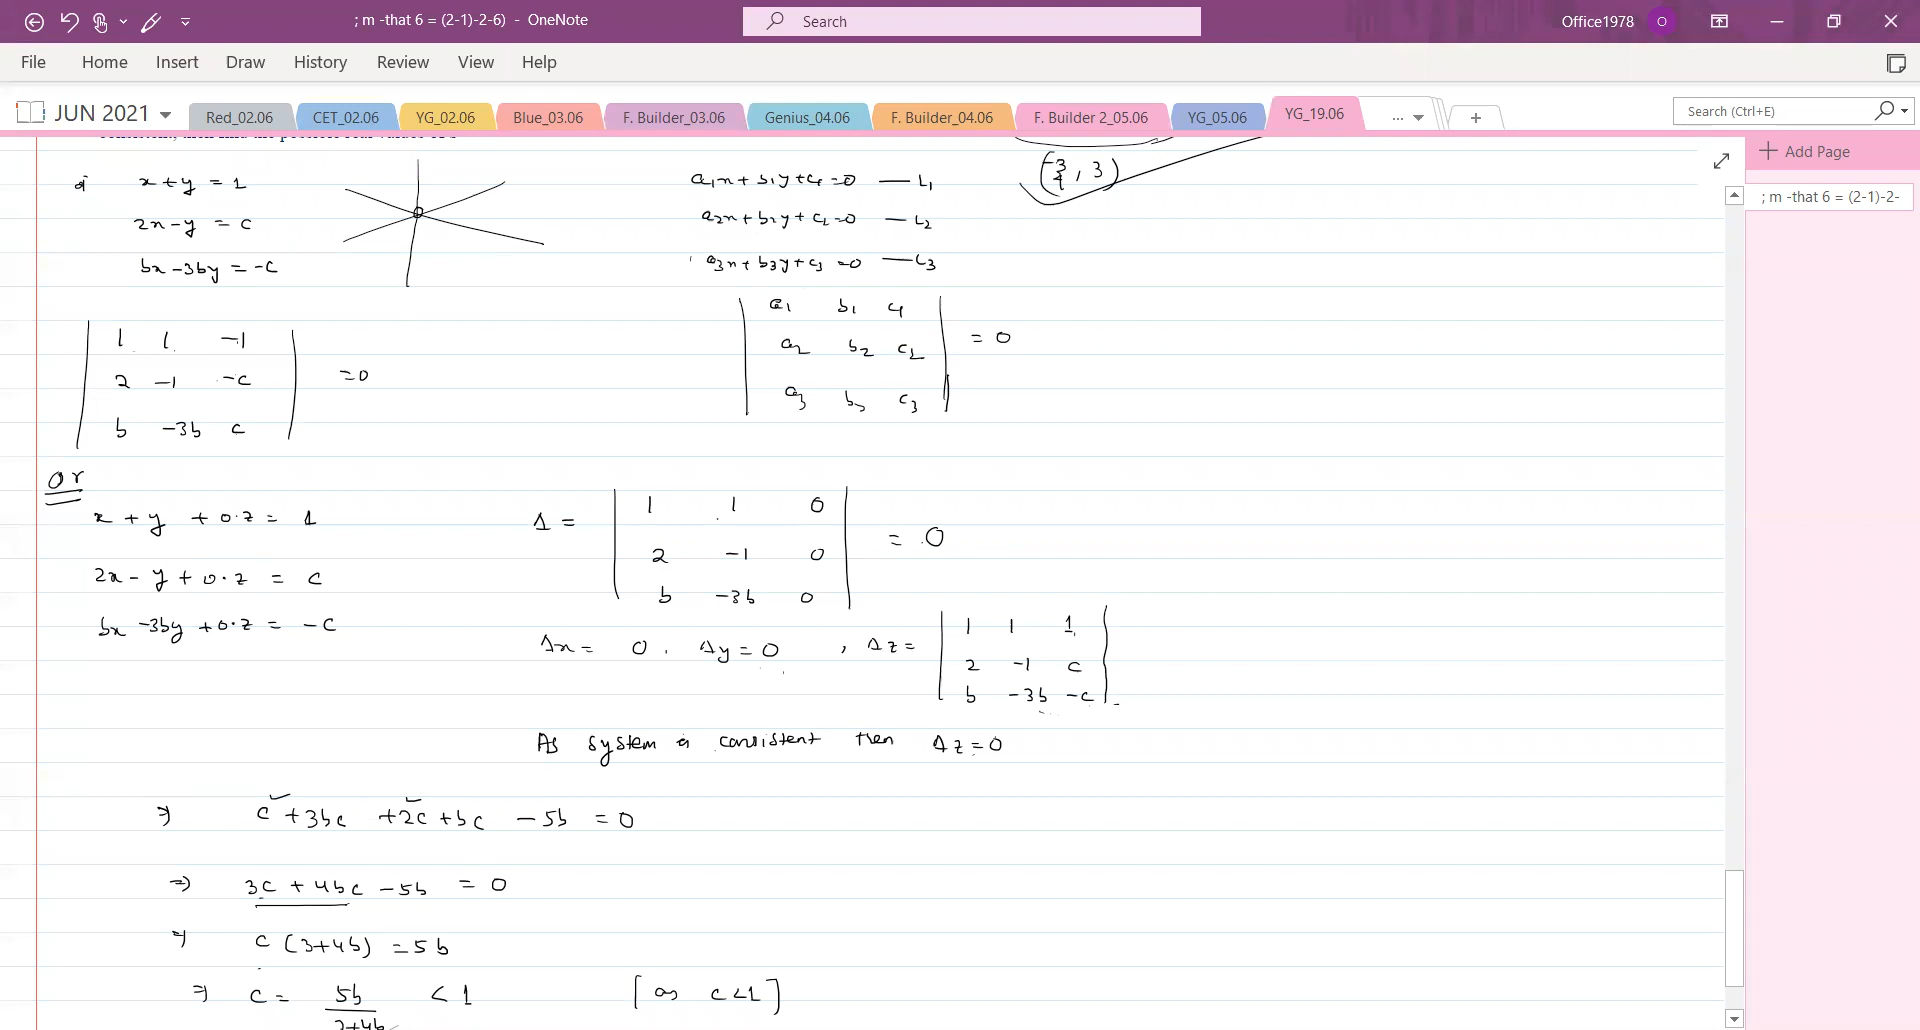 ; m -that 6 = (2-1)-2-6) - OneNote
Search
Office1978
O
File Home Insert Draw History Review View Help
JUN 2021
Red_02.06 CET_02.06 YG_02.06 Blue_03.06 F. Builder_03.06 Genius_04.06 F. Builder_04.06 F. Builder 2_05.06 YG_05.06 YG_19.06 ... +
Search (Ctrl+E)
Add Page
; m -that 6 = (2-1)-2-
x + y = 1
2x - y = c
bx - 3by = -c
a₁x + b₁y + c₁ = 0 — L₁
a₂x + b₂y + c₂ = 0 — L₂
a₃x + b₃y + c₃ = 0 — L₃
, 3)
1 1 -1
2 -1 -c = 0
b -3b c
a₁ b₁ c₁
a₂ b₂ c₂ = 0
a₃ b₃ c₃
or
x + y + 0·z = 1
2x - y + 0·z = c
bx - 3by + 0·z = -c
Δ =
1 1 0
2 -1 0
b -3b 0
= 0
Δx = 0, Δy = 0, Δz =
1 1 1
2 -1 c
b -3b -c
As system is consistent then Δz = 0
⇒ c + 3bc + 2c + bc - 5b = 0
⇒ 3c + 4bc - 5b = 0
⇒ c (3+4b) = 5b
⇒ c = 5b < 1 [as c<1]
3+4b